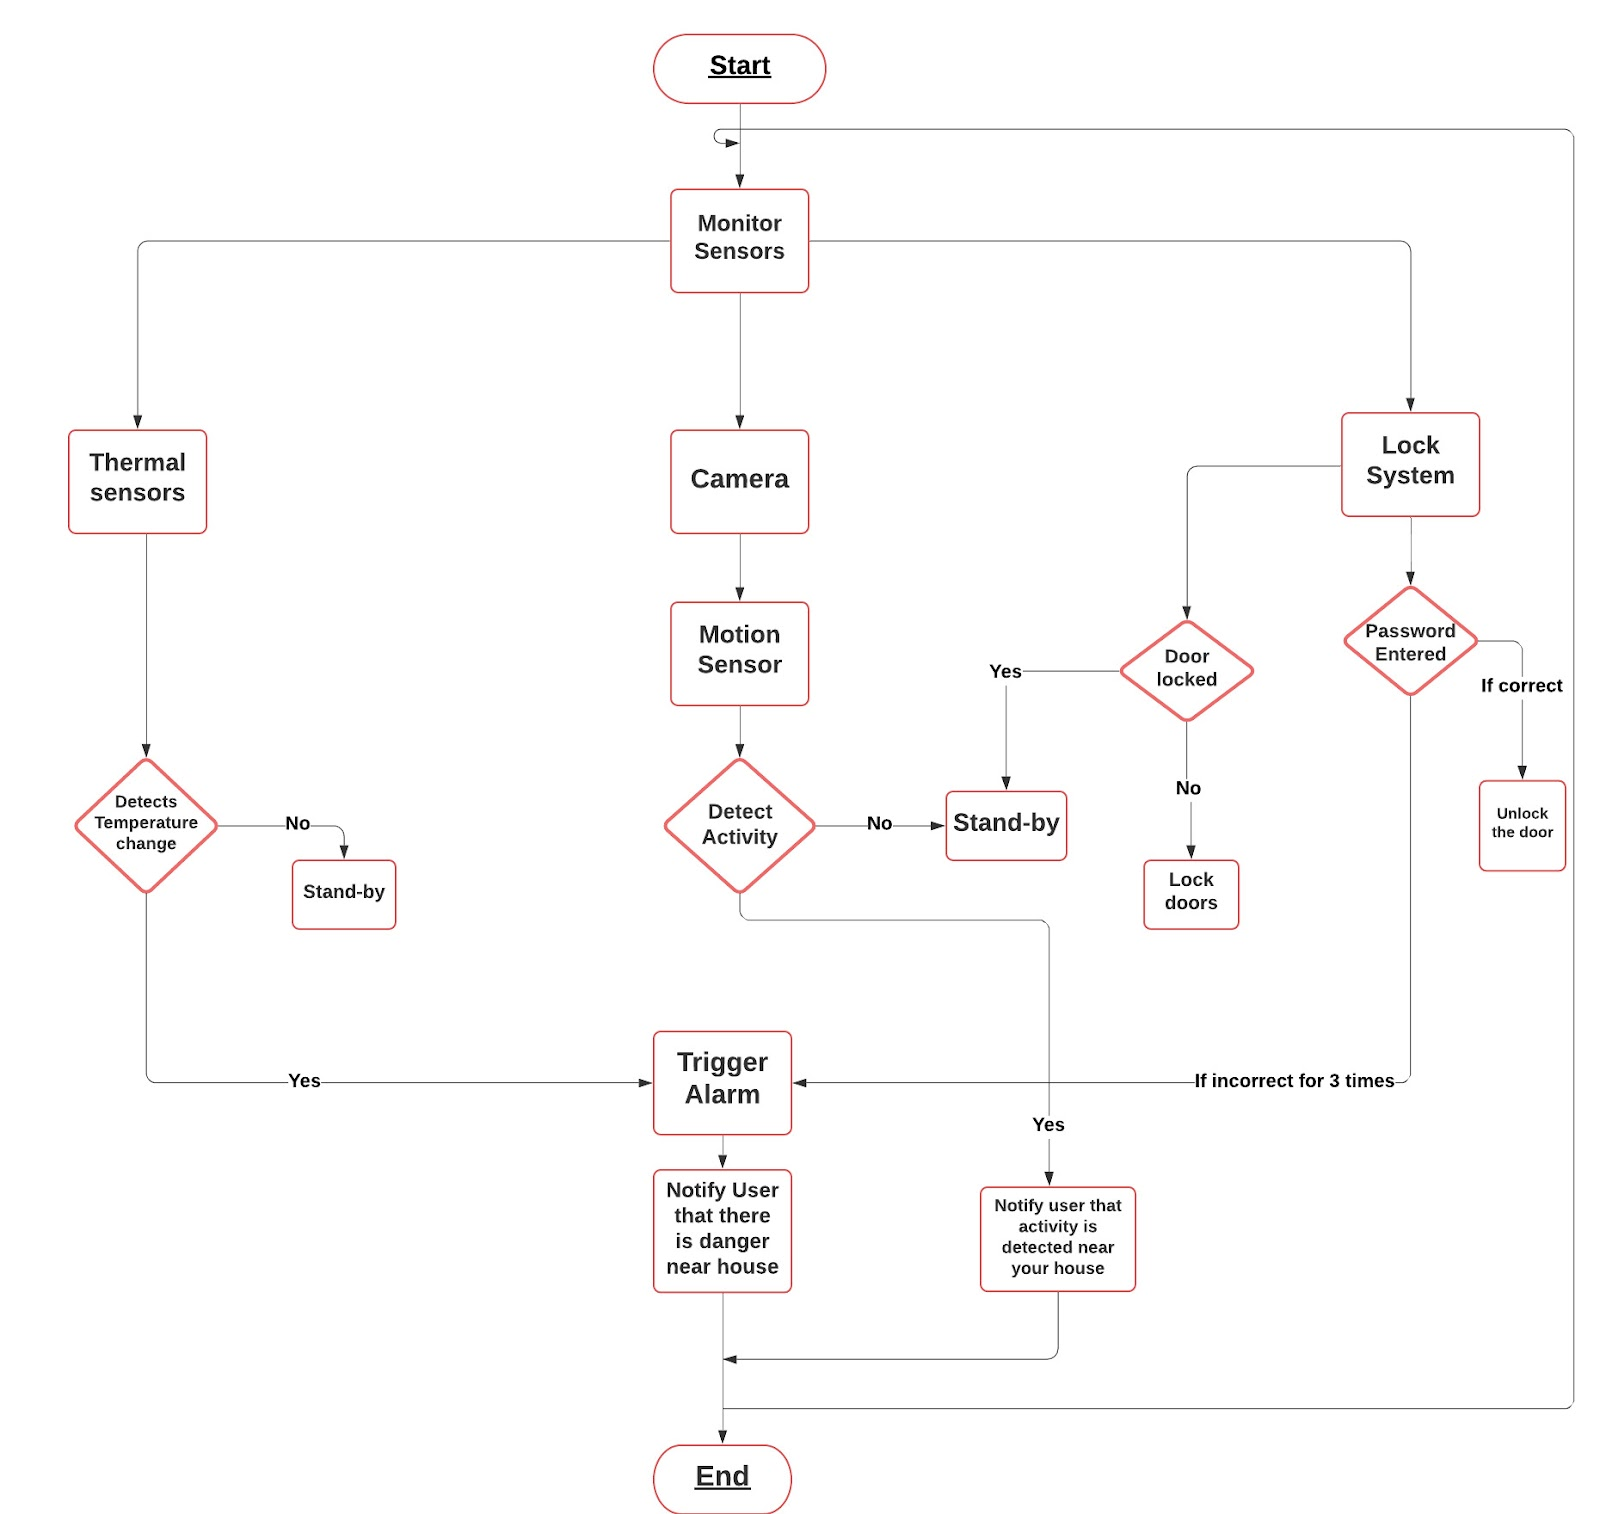 Start
Monitor
Sensors
Thermal
sensors
Camera
Lock
System
Motion
Sensor
Password
Entered
Door
locked
Yes
If correct
Detects
Temperature
change
No
Stand-by
Detect
Activity
No
Stand-by
No
Lock
doors
Unlock
the door
Yes
Trigger
Alarm
If incorrect for 3 times
Yes
Notify User
that there
is danger
near house
Notify user that
activity is
detected near
your house
End